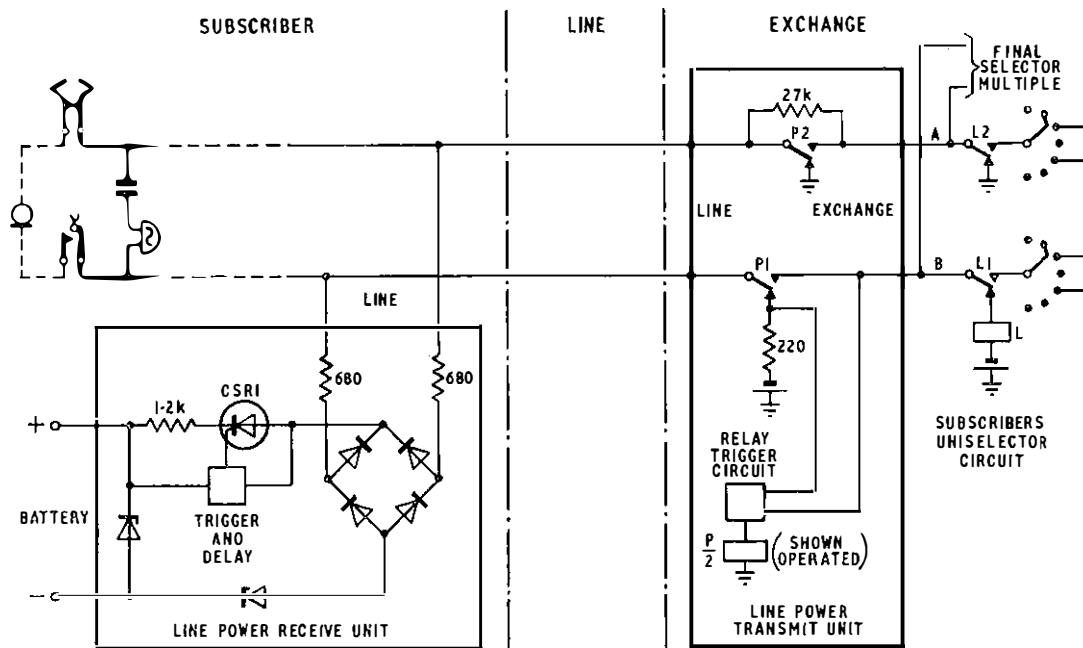 SUBSCRIBER
LINE
EXCHANGE
FINAL
SELECTOR
MULTIPLE
27k
P2
A
L2
LINE
EXCHANGE
P1
B
L1
LINE
220
L
680
680
CSR1
1·2k
+
SUBSCRIBERS
UNISELECTOR
CIRCUIT
RELAY
TRIGGER
CIRCUIT
BATTERY
TRIGGER
AND
DELAY
P
2
(SHOWN
OPERATED)
−
LINE POWER RECEIVE UNIT
LINE POWER
TRANSMIT UNIT